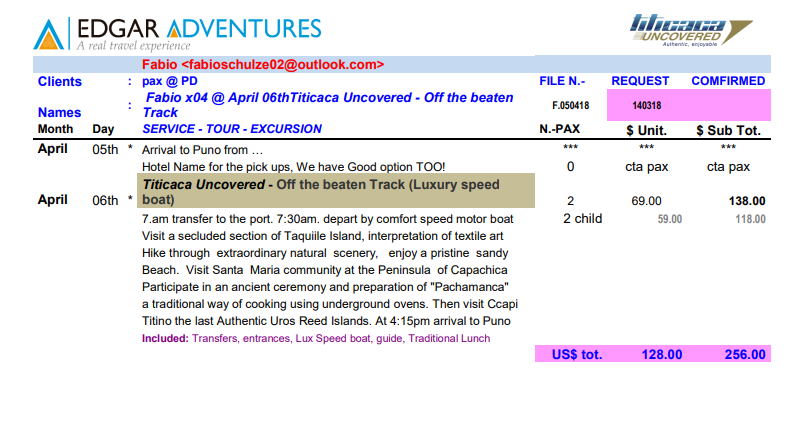 EDGAR ADVENTURES
A real travel experience
titicaca
UNCOVERED
Authentic, enjoyable
Fabio <fabioschulze02@outlook.com>
Clients : pax @ PD FILE N.- REQUEST COMFIRMED
Names : Fabio x04 @ April 06thTiticaca Uncovered - Off the beaten
Track F.050418 140318
Month Day SERVICE - TOUR - EXCURSION N.-PAX $ Unit. $ Sub Tot.
April 05th * Arrival to Puno from … *** *** ***
Hotel Name for the pick ups, We have Good option TOO! 0 cta pax cta pax
Titicaca Uncovered - Off the beaten Track (Luxury speed
April 06th * boat) 2 69.00 138.00
7.am transfer to the port. 7:30am. depart by comfort speed motor boat 2 child 59.00 118.00
Visit a secluded section of Taquiile Island, interpretation of textile art
Hike through extraordinary natural scenery, enjoy a pristine sandy
Beach. Visit Santa Maria community at the Peninsula of Capachica
Participate in an ancient ceremony and preparation of "Pachamanca"
a traditional way of cooking using underground ovens. Then visit Ccapi
Titino the last Authentic Uros Reed Islands. At 4:15pm arrival to Puno
Included: Transfers, entrances, Lux Speed boat, guide, Traditional Lunch
US$ tot. 128.00 256.00